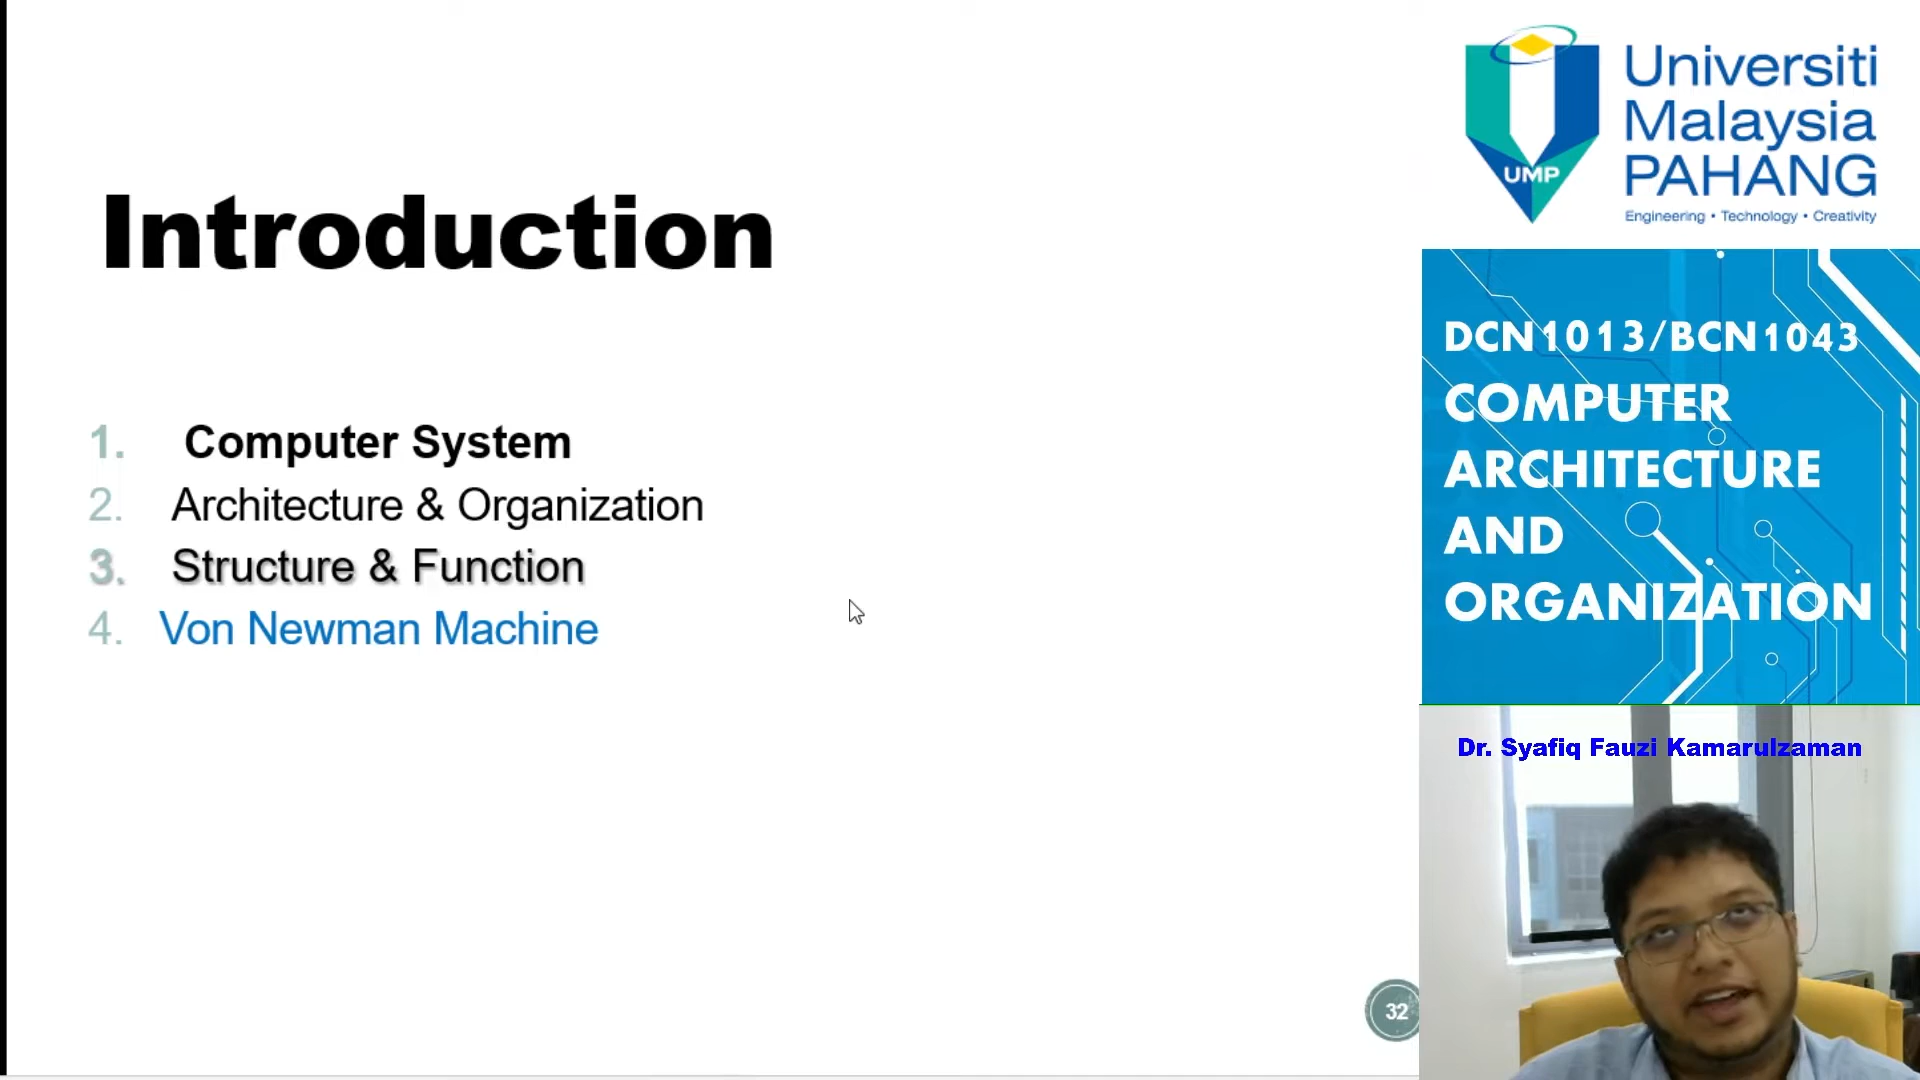 Introduction
1. Computer System
2. Architecture & Organization
3. Structure & Function
4. Von Newman Machine
32
UMP
Universiti
Malaysia
PAHANG
Engineering • Technology • Creativity
DCN1013/BCN1043
COMPUTER
ARCHITECTURE
AND
ORGANIZATION
Dr. Syafiq Fauzi Kamarulzaman